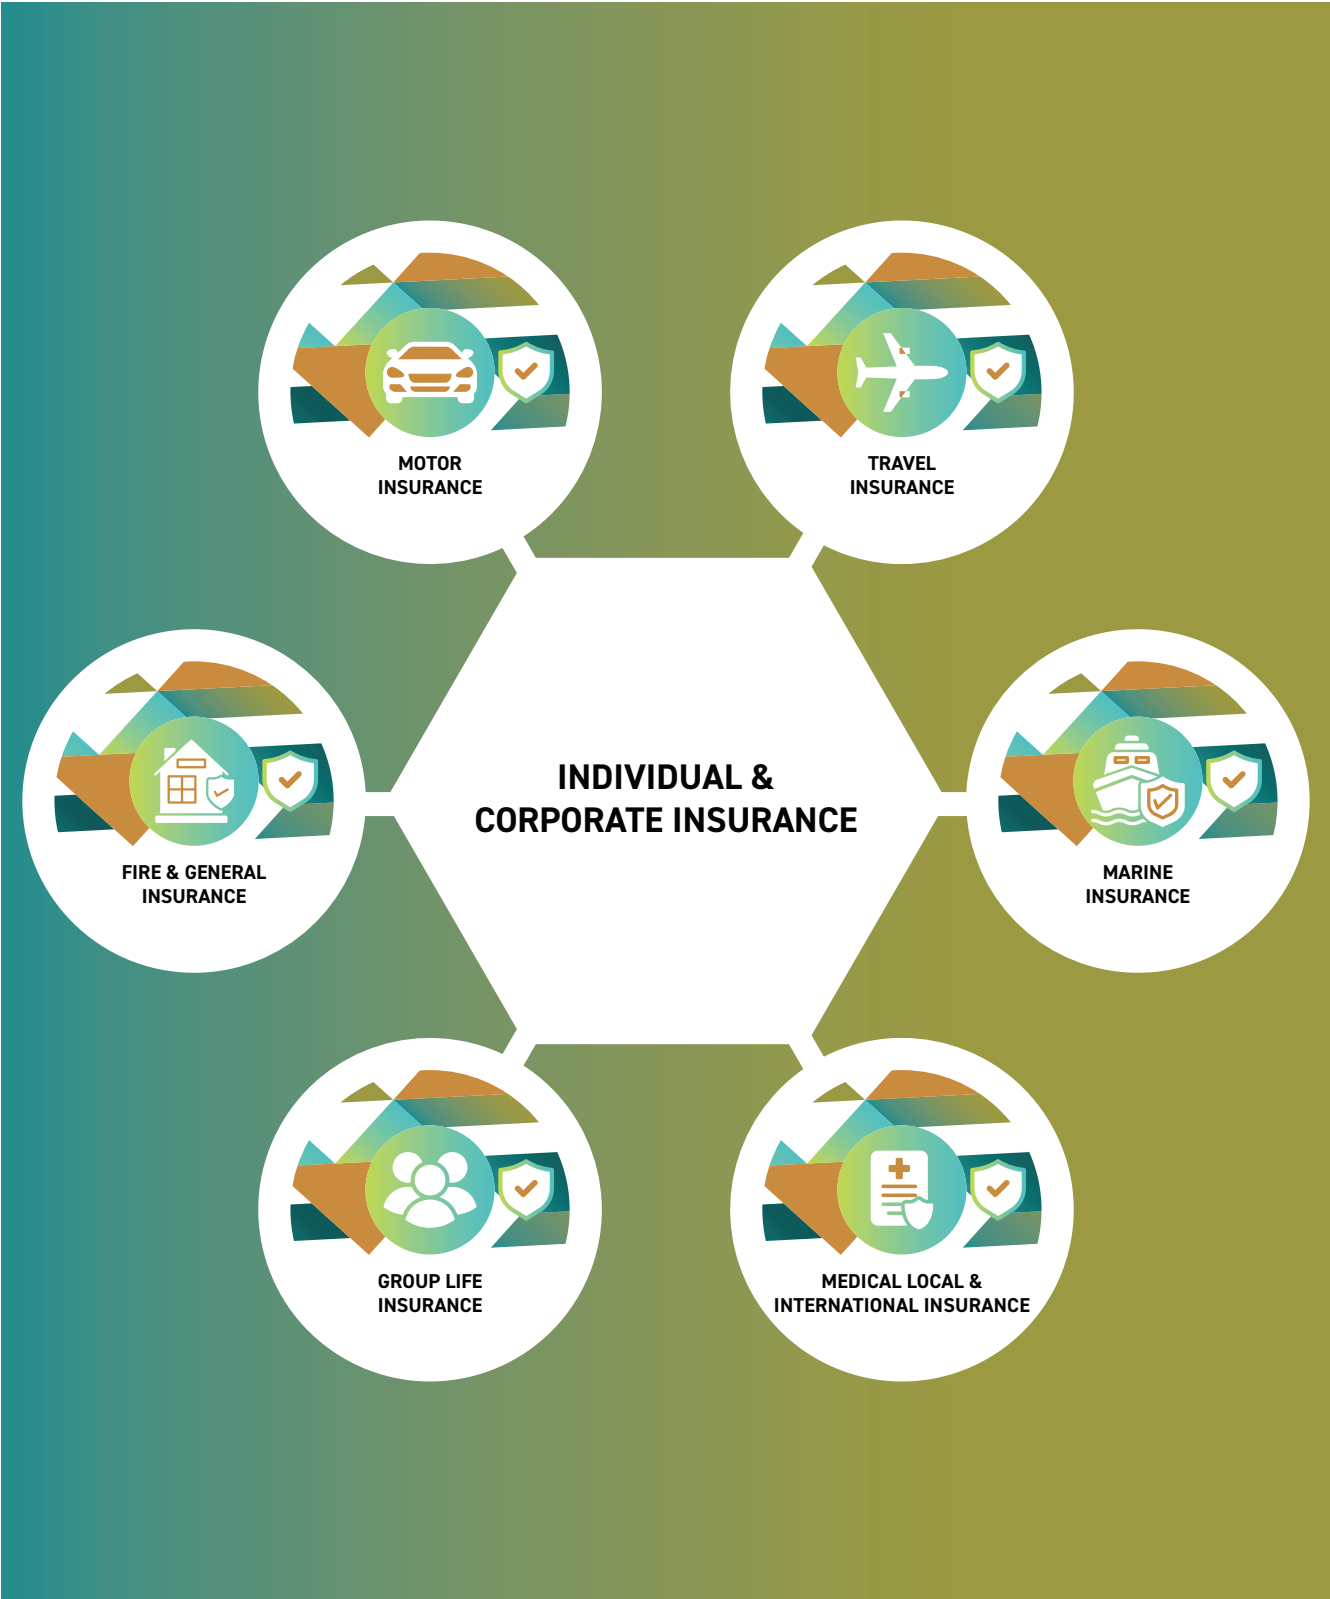 MOTOR
INSURANCE
TRAVEL
INSURANCE
INDIVIDUAL &
CORPORATE INSURANCE
FIRE & GENERAL
INSURANCE
MARINE
INSURANCE
GROUP LIFE
INSURANCE
MEDICAL LOCAL &
INTERNATIONAL INSURANCE